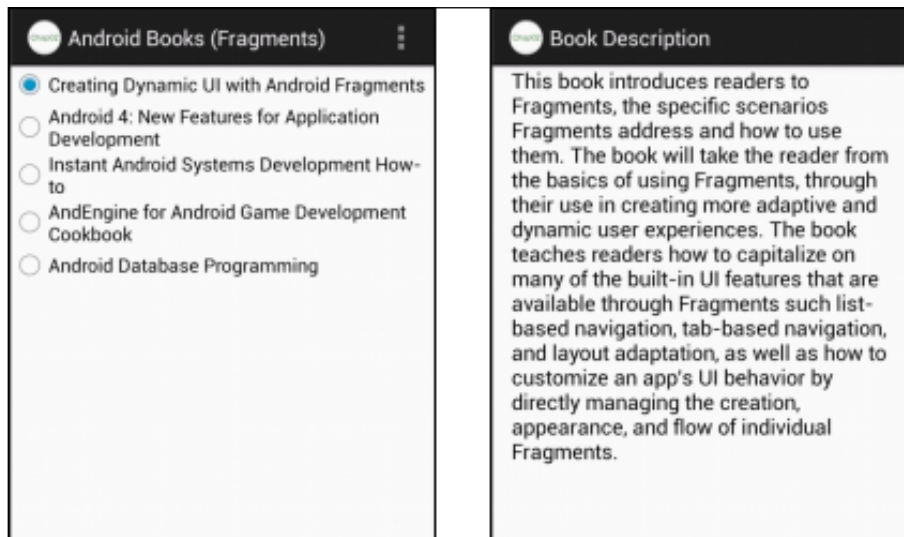 Android Books (Fragments)
Creating Dynamic UI with Android Fragments
Android 4: New Features for Application
Development
Instant Android Systems Development How-
to
AndEngine for Android Game Development
Cookbook
Android Database Programming
Book Description
This book introduces readers to
Fragments, the specific scenarios
Fragments address and how to use
them. The book will take the reader from
the basics of using Fragments, through
their use in creating more adaptive and
dynamic user experiences. The book
teaches readers how to capitalize on
many of the built-in UI features that are
available through Fragments such list-
based navigation, tab-based navigation,
and layout adaptation, as well as how to
customize an app's UI behavior by
directly managing the creation,
appearance, and flow of individual
Fragments.